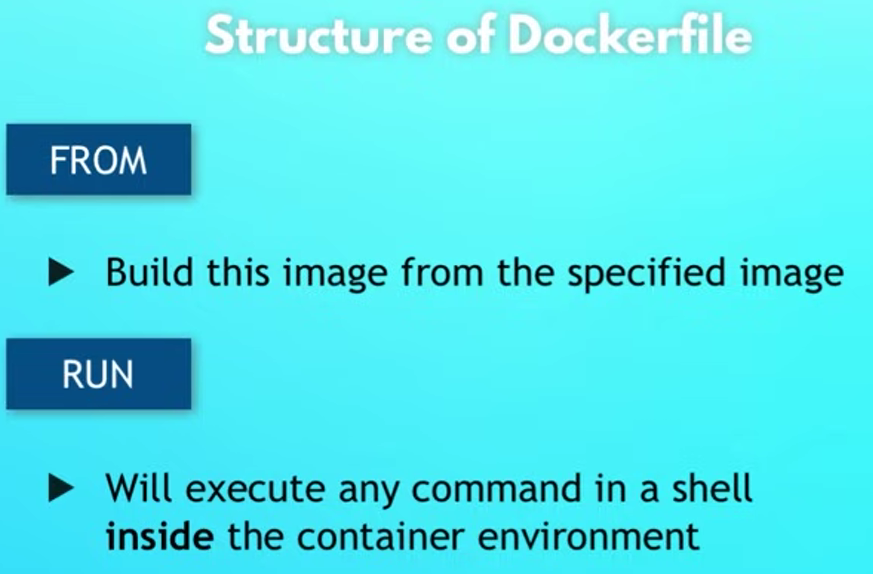 Structure of Dockerfile
FROM
Build this image from the specified image
RUN
Will execute any command in a shell
inside the container environment